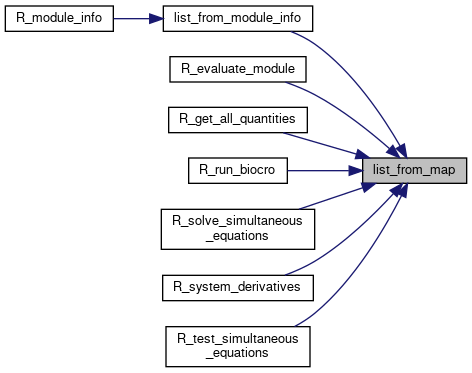 R_module_info
list_from_module_info
R_evaluate_module
R_get_all_quantities
R_run_biocro
list_from_map
R_solve_simultaneous
_equations
R_system_derivatives
R_test_simultaneous
_equations